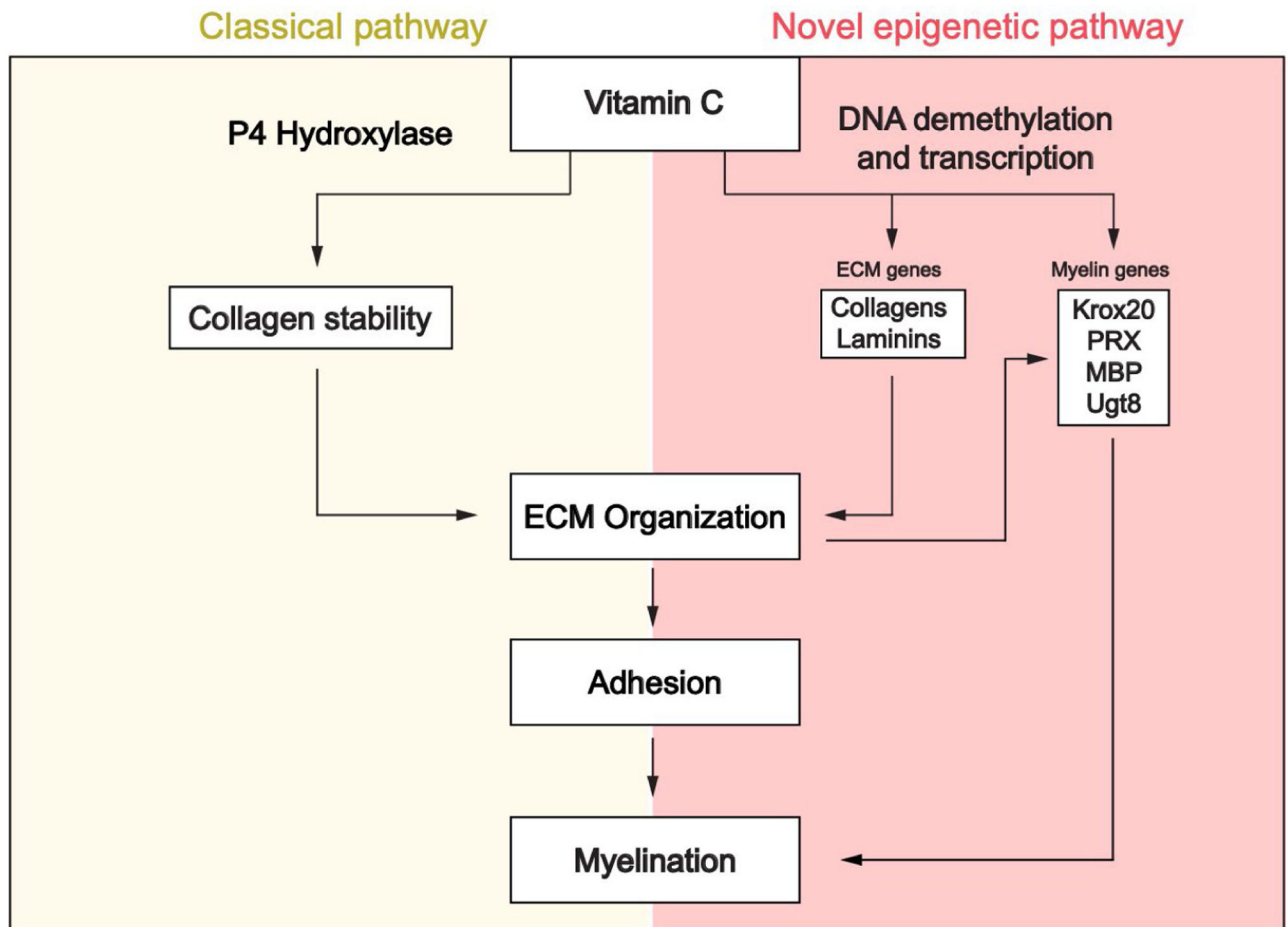 Classical pathway
Novel epigenetic pathway
Vitamin C
P4 Hydroxylase
DNA demethylation
and transcription
ECM genes
Myelin genes
Collagen stability
Collagens
Laminins
Krox20
PRX
MBP
Ugt8
ECM Organization
Adhesion
Myelination